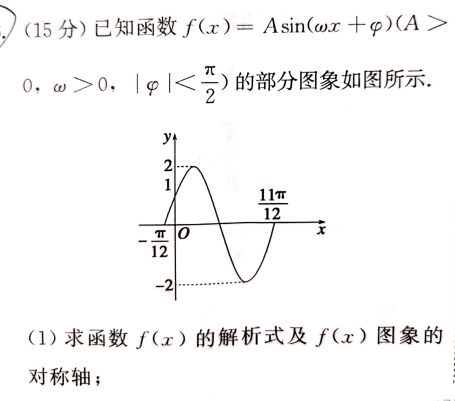 (15分)已知函数 f(x)= Asin(ωx+φ)(A>
0, ω>0, |φ|<π/2)的部分图象如图所示.
y
2
1
11π/12
-π/12
O
x
-2
(1)求函数 f(x)的解析式及 f(x)图象的
对称轴;